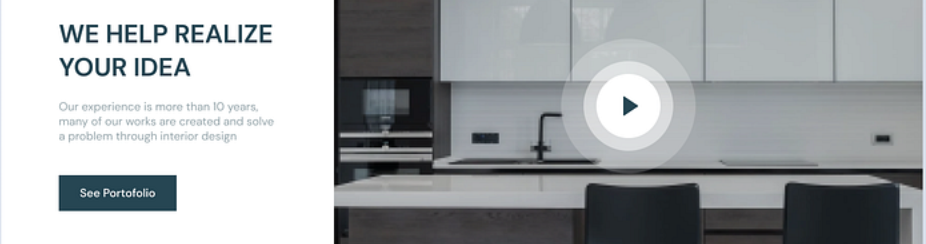 WE HELP REALIZE
YOUR IDEA
Our experience is more than 10 years,
many of our works are created and solve
a problem through interior design
See Portofolio